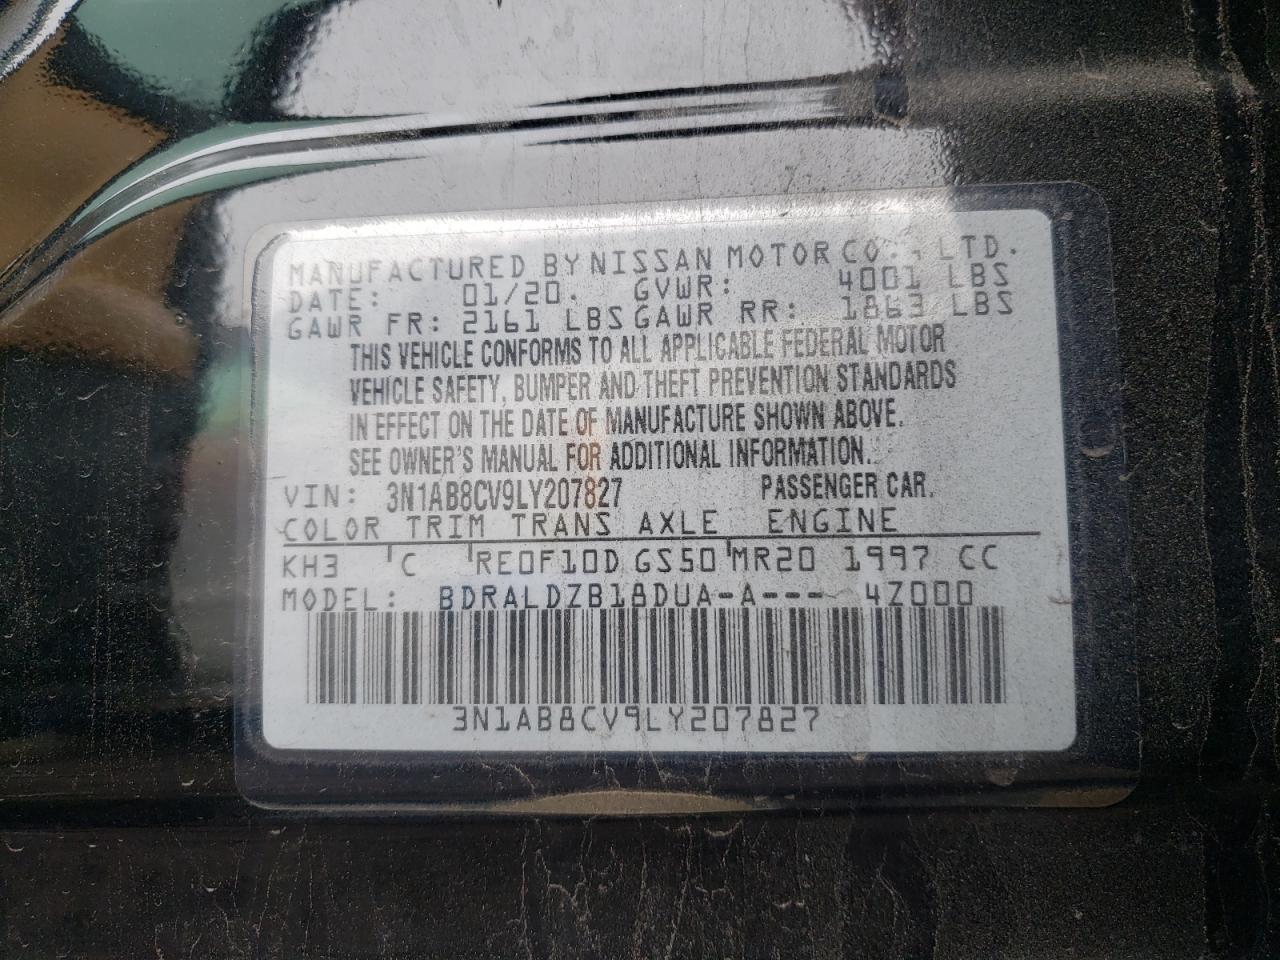 MANUFACTURED BY NISSAN MOTOR CO., LTD.
DATE: 01/20. GVWR: 4001 LBS
GAWR FR: 2161 LBS GAWR RR: 1863 LBS
THIS VEHICLE CONFORMS TO ALL APPLICABLE FEDERAL MOTOR
VEHICLE SAFETY, BUMPER AND THEFT PREVENTION STANDARDS
IN EFFECT ON THE DATE OF MANUFACTURE SHOWN ABOVE.
SEE OWNER'S MANUAL FOR ADDITIONAL INFORMATION.
VIN: 3N1AB8CV9LY207827 PASSENGER CAR.
COLOR TRIM TRANS AXLE ENGINE
KH3 C RE0F10D GS50 MR20 1997 CC
MODEL: BDRALDZB18DUA-A--- 4Z000
3N1AB8CV9LY207827